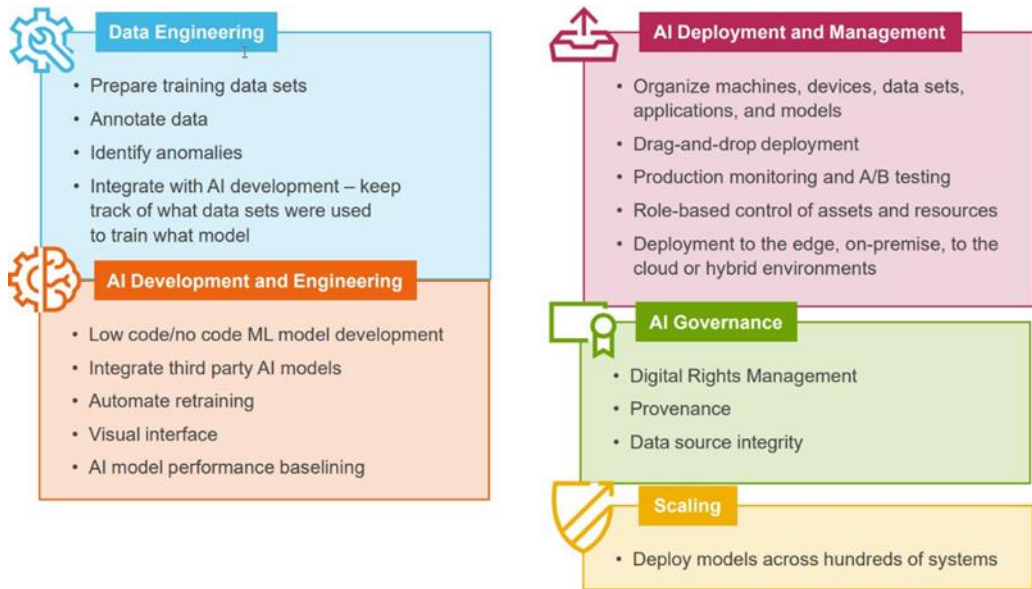 Data Engineering
• Prepare training data sets
• Annotate data
• Identify anomalies
• Integrate with AI development – keep
track of what data sets were used
to train what model
AI Development and Engineering
• Low code/no code ML model development
• Integrate third party AI models
• Automate retraining
• Visual interface
• AI model performance baselining
AI Deployment and Management
• Organize machines, devices, data sets,
applications, and models
• Drag-and-drop deployment
• Production monitoring and A/B testing
• Role-based control of assets and resources
• Deployment to the edge, on-premise, to the
cloud or hybrid environments
AI Governance
• Digital Rights Management
• Provenance
• Data source integrity
Scaling
• Deploy models across hundreds of systems